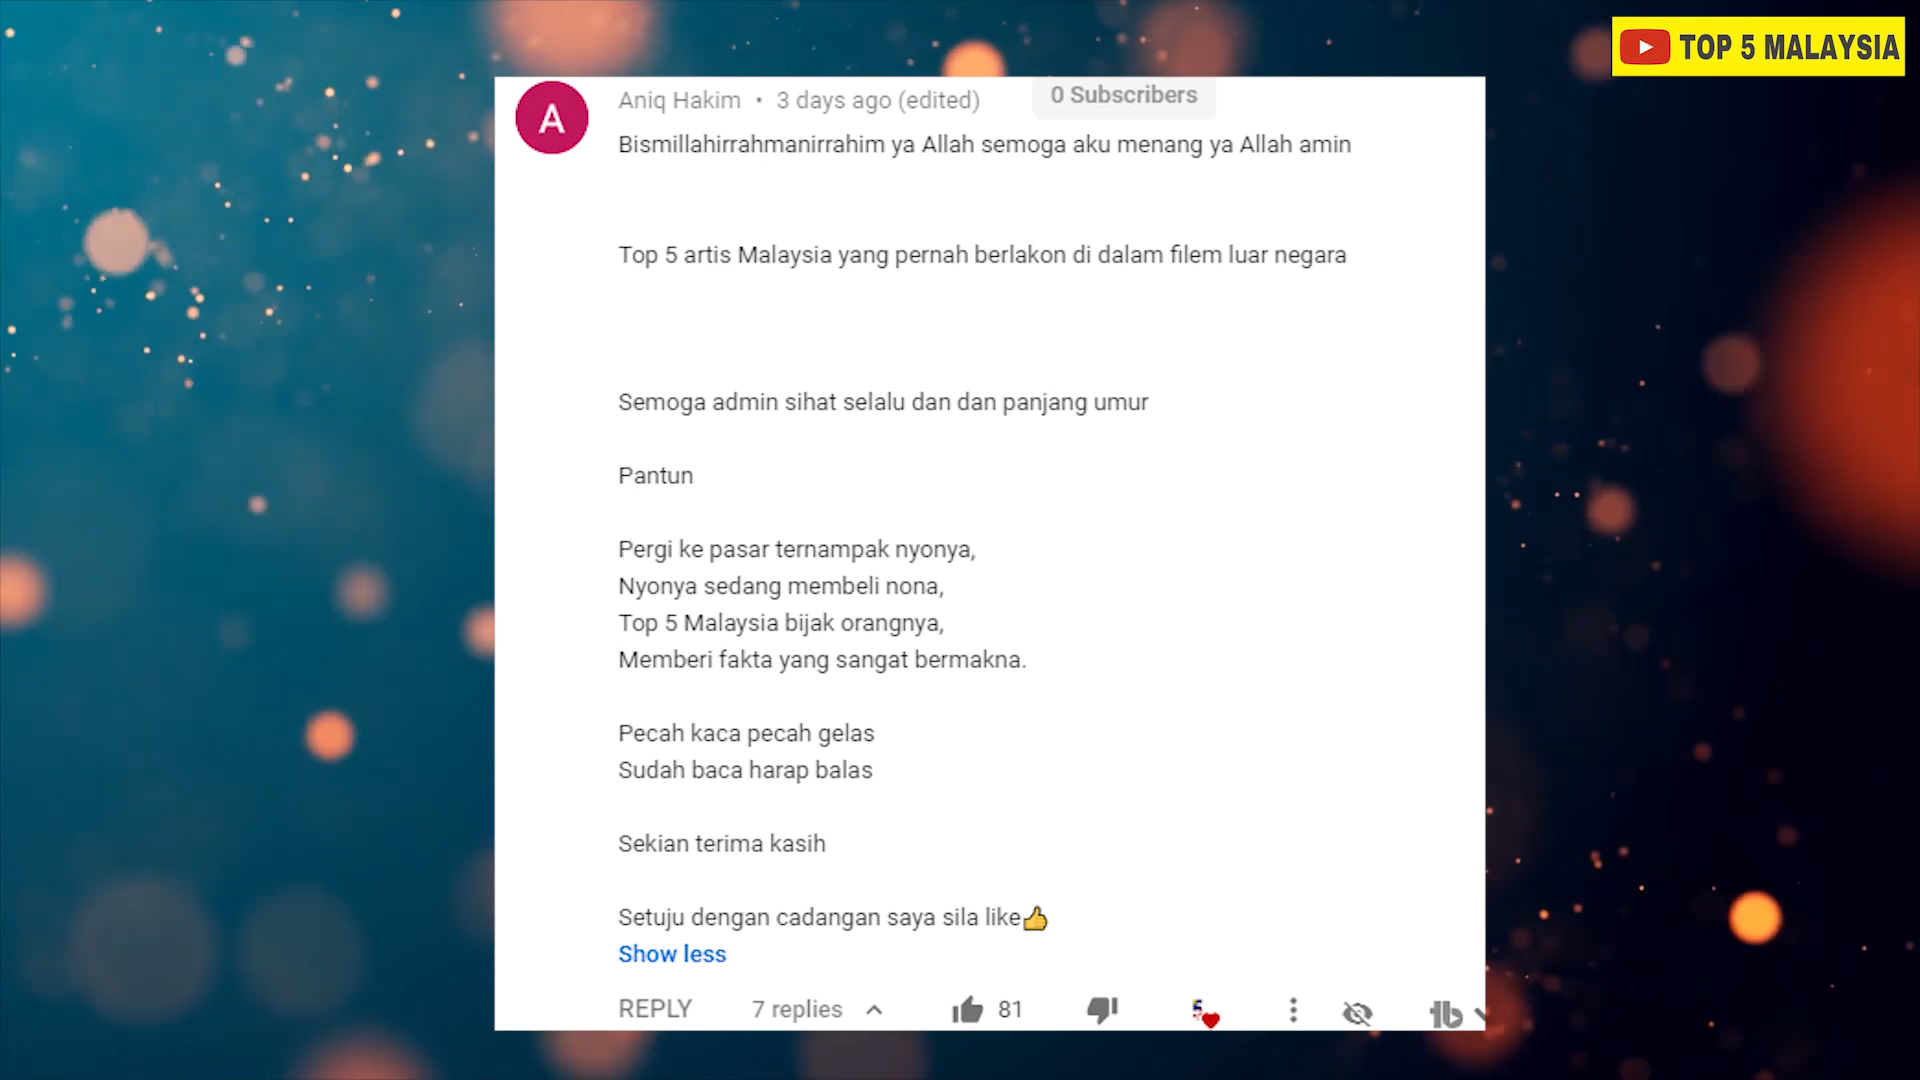 TOP 5 MALAYSIA
A
Aniq Hakim • 3 days ago (edited)
0 Subscribers
Bismillahirrahmanirrahim ya Allah semoga aku menang ya Allah amin
Top 5 artis Malaysia yang pernah berlakon di dalam filem luar negara
Semoga admin sihat selalu dan dan panjang umur
Pantun
Pergi ke pasar ternampak nyonya,
Nyonya sedang membeli nona,
Top 5 Malaysia bijak orangnya,
Memberi fakta yang sangat bermakna.
Pecah kaca pecah gelas
Sudah baca harap balas
Sekian terima kasih
Setuju dengan cadangan saya sila like👍
Show less
REPLY 7 replies 81